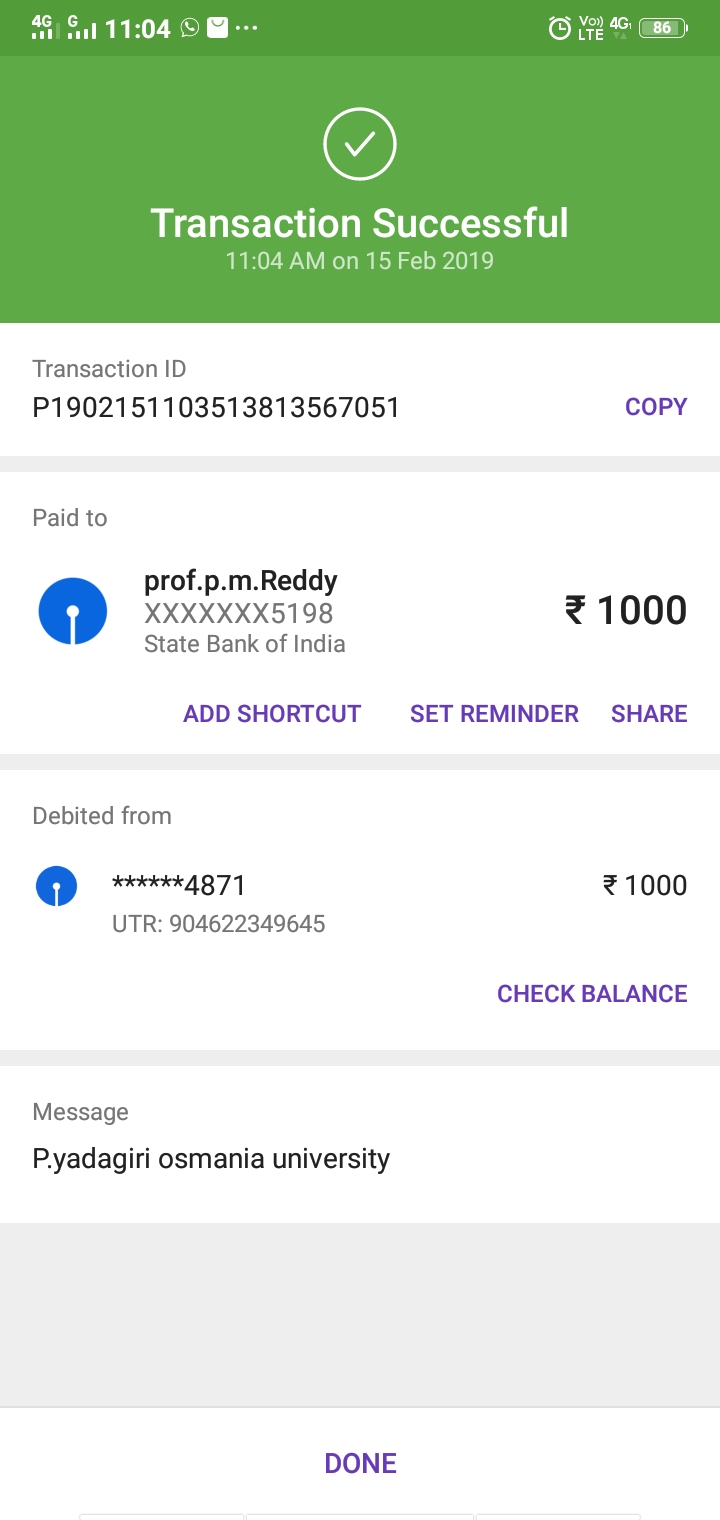 4G G 11:04 ... Vo)) LTE 4G 86
Transaction Successful
11:04 AM on 15 Feb 2019
Transaction ID
P1902151103513813567051 COPY
Paid to
prof.p.m.Reddy
XXXXXXX5198 ₹ 1000
State Bank of India
ADD SHORTCUT SET REMINDER SHARE
Debited from
******4871 ₹ 1000
UTR: 904622349645
CHECK BALANCE
Message
P.yadagiri osmania university
DONE